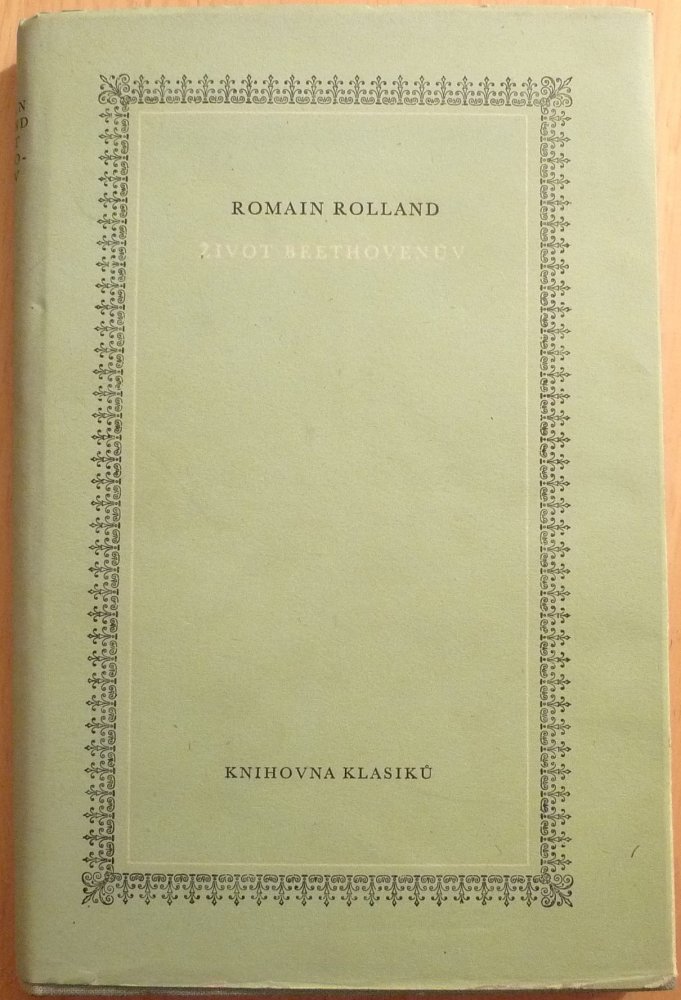 ROMAIN ROLLAND
ŽIVOT BEETHOVENŮV
KNIHOVNA KLASIKŮ